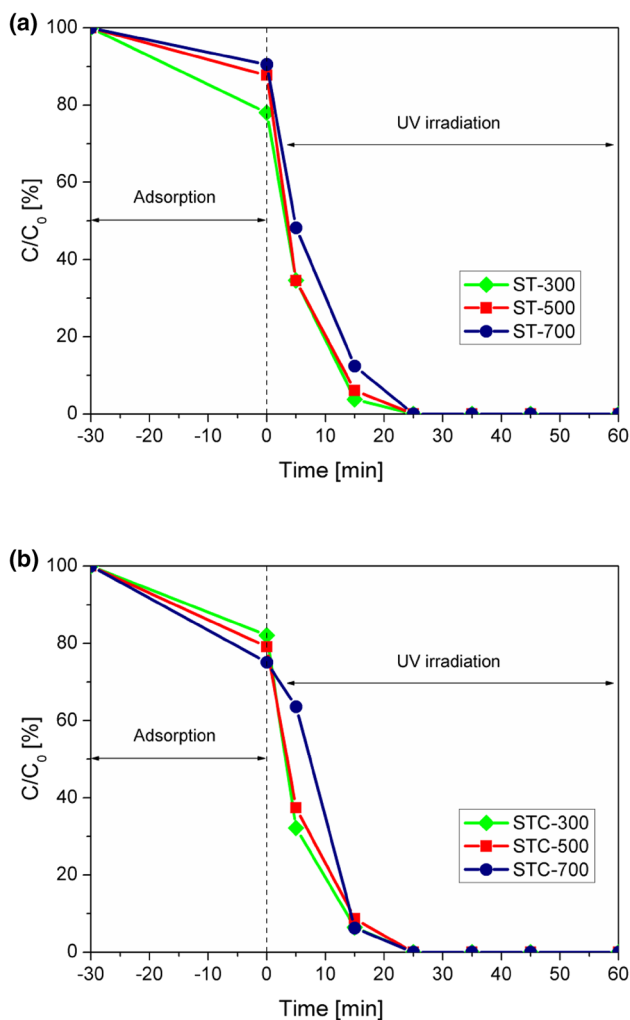 (a)
100
80
60
40
20
0
C/C0 [%]
UV irradiation
Adsorption
ST-300
ST-500
ST-700
-30 -20 -10 0 10 20 30 40 50 60
Time [min]
(b)
100
80
60
40
20
0
C/C0 [%]
UV irradiation
Adsorption
STC-300
STC-500
STC-700
-30 -20 -10 0 10 20 30 40 50 60
Time [min]